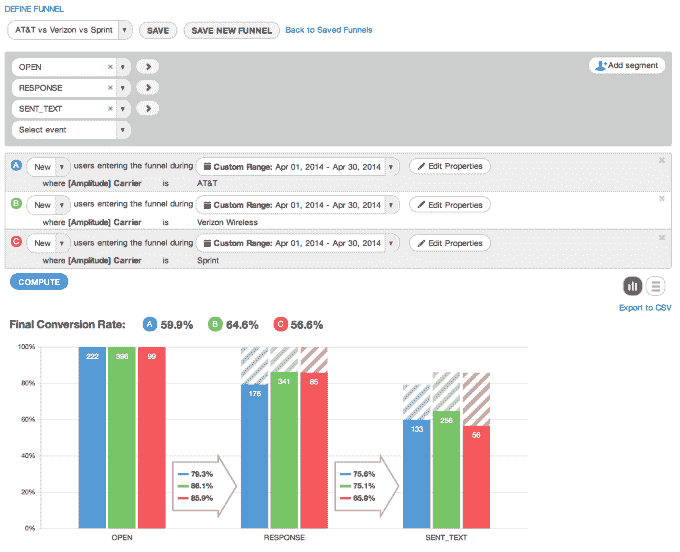 DEFINE FUNNEL
AT&T vs Verizon vs Sprint SAVE SAVE NEW FUNNEL Back to Saved Funnels
OPEN × Add segment
RESPONSE ×
SENT_TEXT ×
Select event
A New users entering the funnel during Custom Range: Apr 01, 2014 - Apr 30, 2014 Edit Properties ×
where [Amplitude] Carrier is AT&T
B New users entering the funnel during Custom Range: Apr 01, 2014 - Apr 30, 2014 Edit Properties ×
where [Amplitude] Carrier is Verizon Wireless
C New users entering the funnel during Custom Range: Apr 01, 2014 - Apr 30, 2014 Edit Properties ×
where [Amplitude] Carrier is Sprint
COMPUTE
Export to CSV
Final Conversion Rate: A 59.9% B 64.6% C 56.6%
100%
222 396 99
80%
176 341 85
60%
133 256 56
40%
79.3% 75.6%
86.1% 75.1%
85.9% 65.9%
20%
0%
OPEN RESPONSE SENT_TEXT